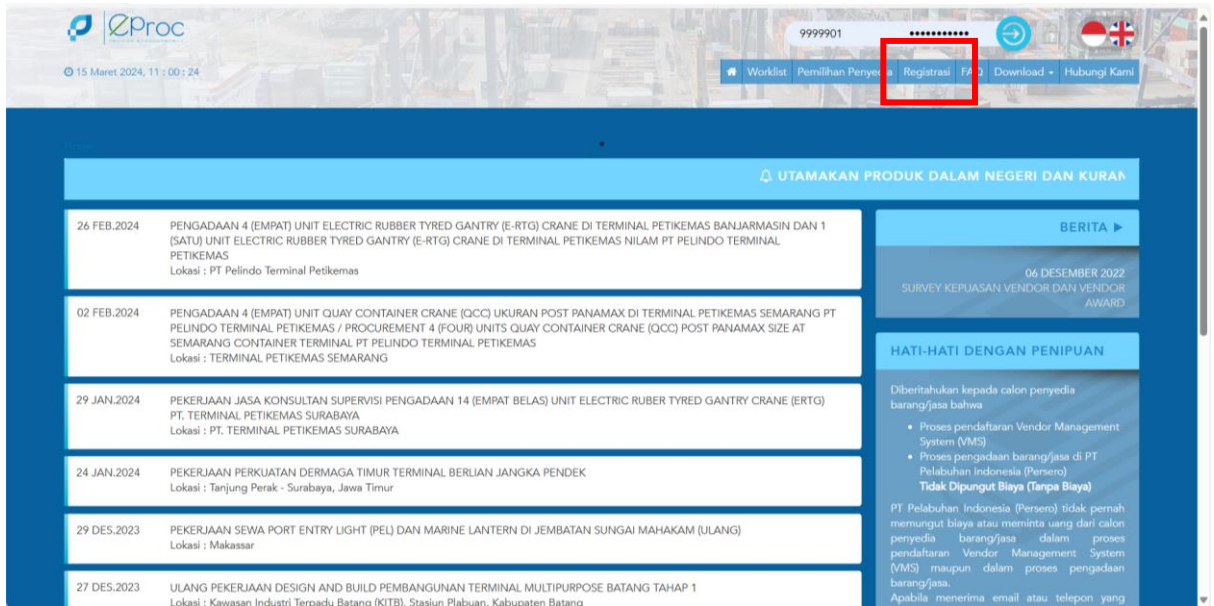 eproc
9999901
•••••••••••
15 Maret 2024, 11 : 00 : 24
Worklist Pemilihan Penyedia Registrasi FAQ Download Hubungi Kami
UTAMAKAN PRODUK DALAM NEGERI DAN KURAN
26 FEB.2024
PENGADAAN 4 (EMPAT) UNIT ELECTRIC RUBBER TYRED GANTRY (E-RTG) CRANE DI TERMINAL PETIKEMAS BANJARMASIN DAN 1
(SATU) UNIT ELECTRIC RUBBER TYRED GANTRY (E-RTG) CRANE DI TERMINAL PETIKEMAS NILAM PT PELINDO TERMINAL
PETIKEMAS
Lokasi : PT Pelindo Terminal Petikemas
02 FEB.2024
PENGADAAN 4 (EMPAT) UNIT QUAY CONTAINER CRANE (QCC) UKURAN POST PANAMAX DI TERMINAL PETIKEMAS SEMARANG PT
PELINDO TERMINAL PETIKEMAS / PROCUREMENT 4 (FOUR) UNITS QUAY CONTAINER CRANE (QCC) POST PANAMAX SIZE AT
SEMARANG CONTAINER TERMINAL PT PELINDO TERMINAL PETIKEMAS
Lokasi : TERMINAL PETIKEMAS SEMARANG
29 JAN.2024
PEKERJAAN JASA KONSULTAN SUPERVISI PENGADAAN 14 (EMPAT BELAS) UNIT ELECTRIC RUBER TYRED GANTRY CRANE (ERTG)
PT. TERMINAL PETIKEMAS SURABAYA
Lokasi : PT. TERMINAL PETIKEMAS SURABAYA
24 JAN.2024
PEKERJAAN PERKUATAN DERMAGA TIMUR TERMINAL BERLIAN JANGKA PENDEK
Lokasi : Tanjung Perak - Surabaya, Jawa Timur
29 DES.2023
PEKERJAAN SEWA PORT ENTRY LIGHT (PEL) DAN MARINE LANTERN DI JEMBATAN SUNGAI MAHAKAM (ULANG)
Lokasi : Makassar
27 DES.2023
ULANG PEKERJAAN DESIGN AND BUILD PEMBANGUNAN TERMINAL MULTIPURPOSE BATANG TAHAP 1
Lokasi : Kawasan Industri Terpadu Batang (KITB), Stasiun Plabuan, Kabupaten Batang
BERITA
06 DESEMBER 2022
SURVEY KEPUASAN VENDOR DAN VENDOR
AWARD
HATI-HATI DENGAN PENIPUAN
Diberitahukan kepada calon penyedia
barang/jasa bahwa
• Proses pendaftaran Vendor Management
System (VMS)
• Proses pengadaan barang/jasa di PT
Pelabuhan Indonesia (Persero)
Tidak Dipungut Biaya (Tanpa Biaya)
PT Pelabuhan Indonesia (Persero) tidak pernah
memungut biaya atau meminta uang dari calon
penyedia barang/jasa dalam proses
pendaftaran Vendor Management System
(VMS) maupun dalam proses pengadaan
barang/jasa.
Apabila menerima email atau telepon yang